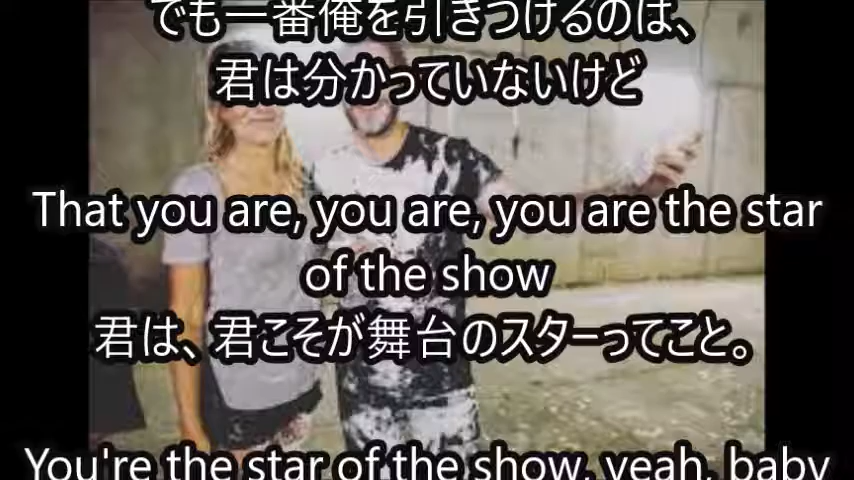 でも一番俺を引きつけるのは、
君は分かっていないけど
That you are, you are, you are the star
of the show
君は、君こそが舞台のスターってこと。
You're the star of the show, yeah, baby